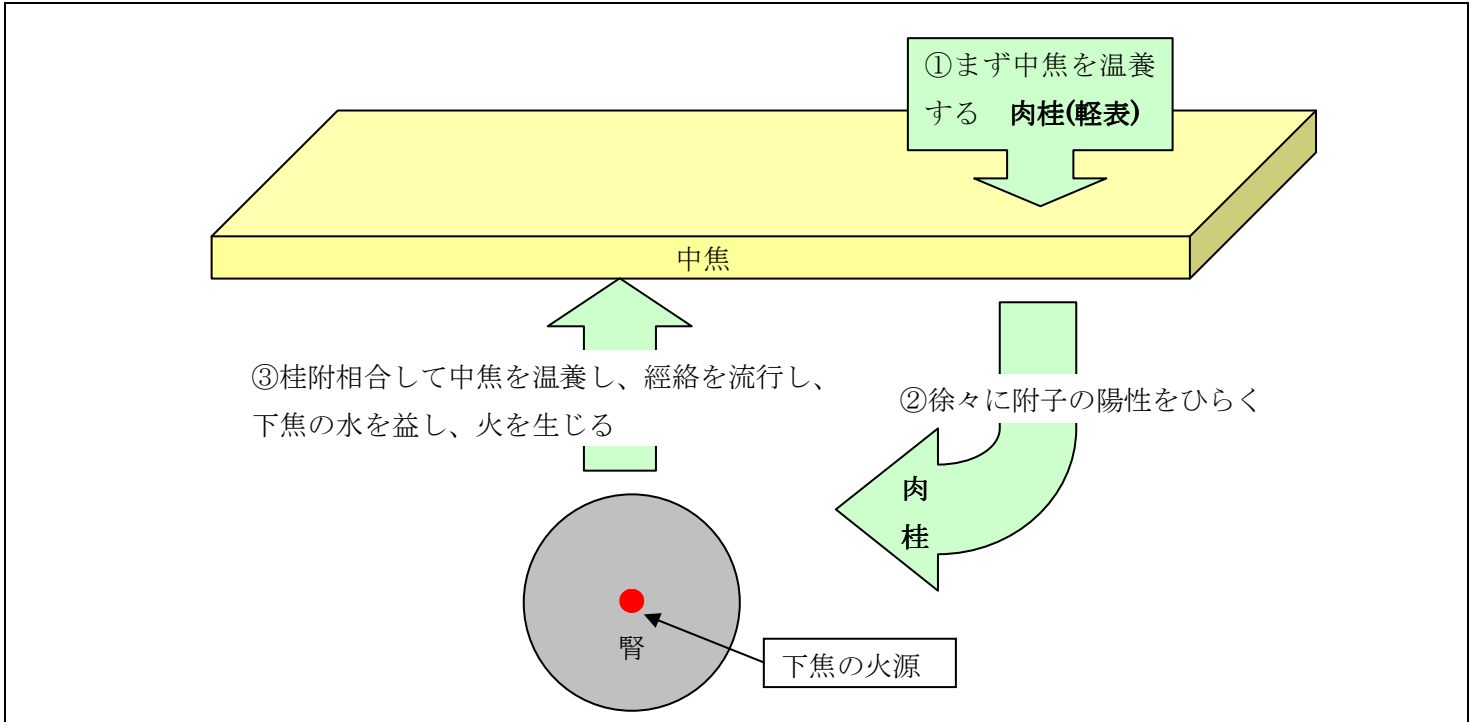 ①まず中焦を温養
する　肉桂(軽表)
中焦
③桂附相合して中焦を温養し、經絡を流行し、
下焦の水を益し、火を生じる
②徐々に附子の陽性をひらく
肉
桂
腎
下焦の火源